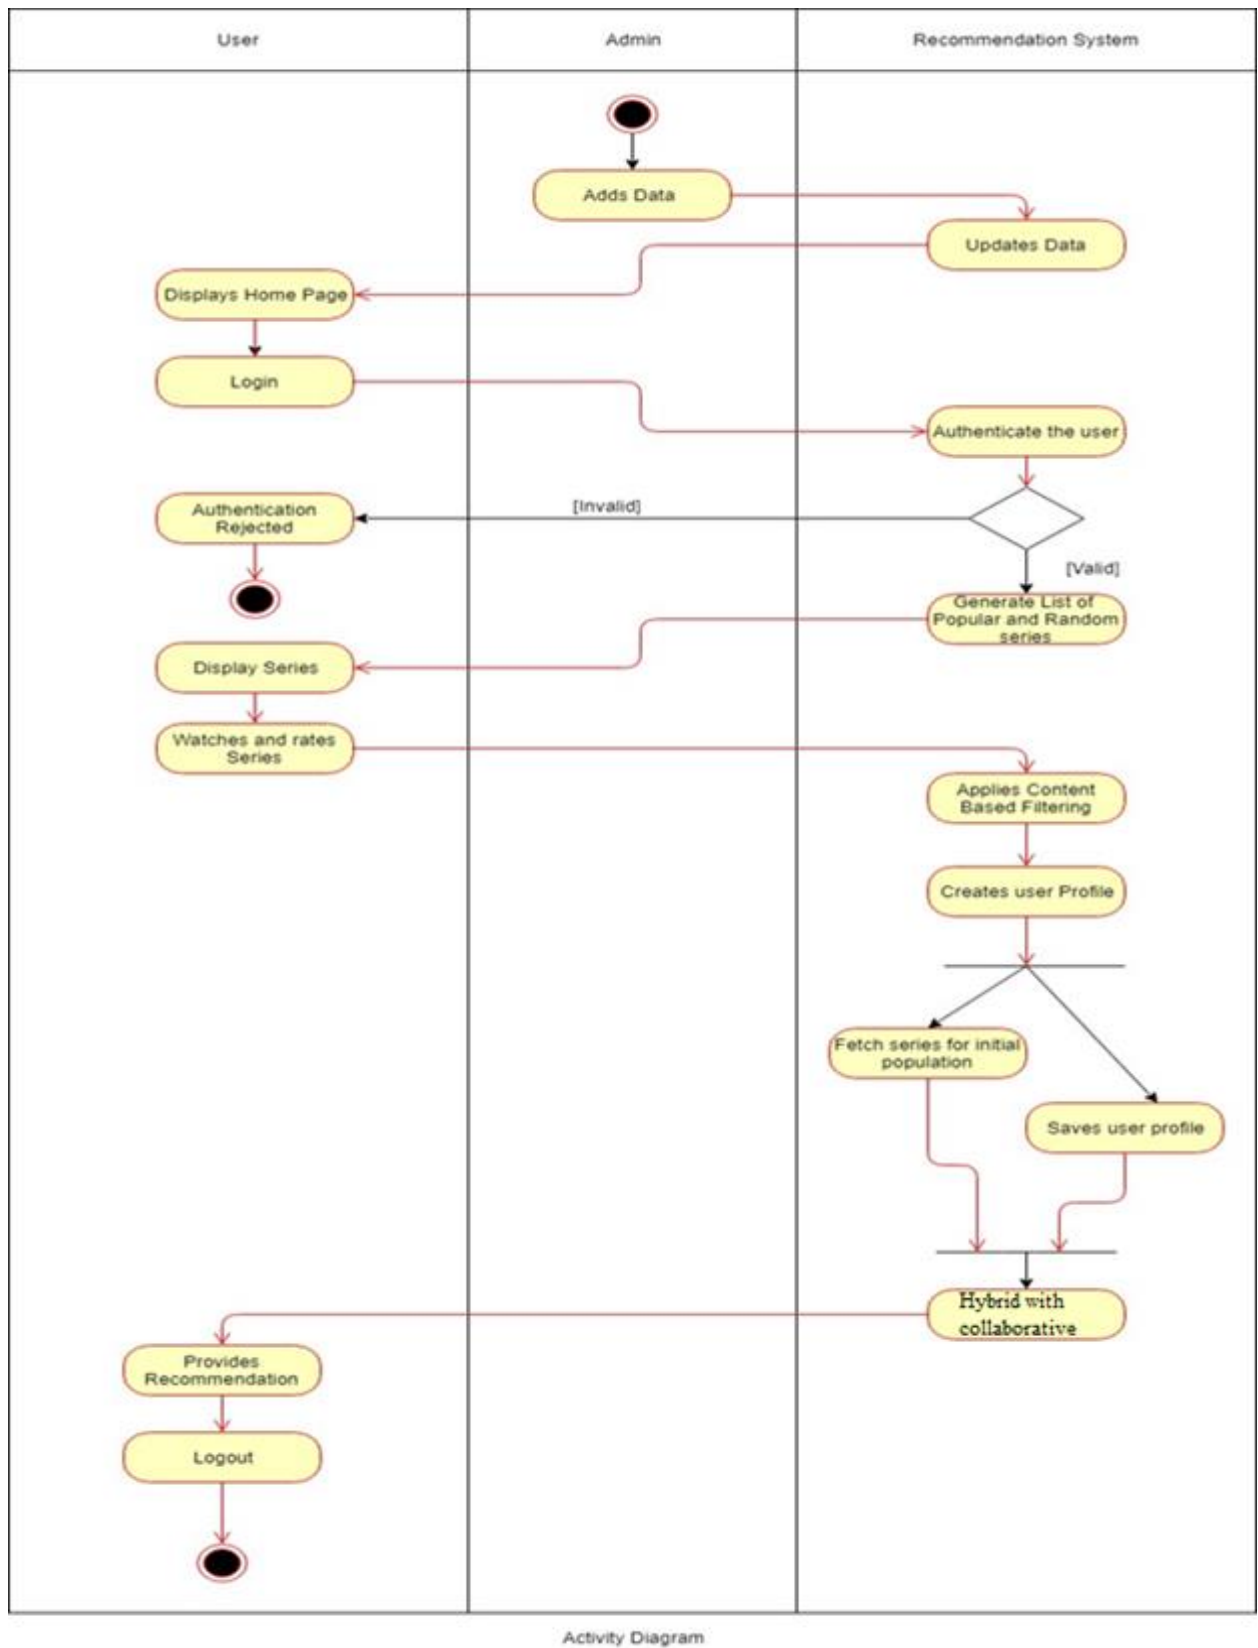 User
Admin
Recommendation System
Adds Data
Updates Data
Displays Home Page
Login
Authenticate the user
[Invalid]
Authentication
Rejected
[Valid]
Generate List of
Popular and Random
series
Display Series
Watches and rates
Series
Applies Content
Based Filtering
Creates user Profile
Fetch series for initial
population
Saves user profile
Hybrid with
collaborative
Provides
Recommendation
Logout
Activity Diagram